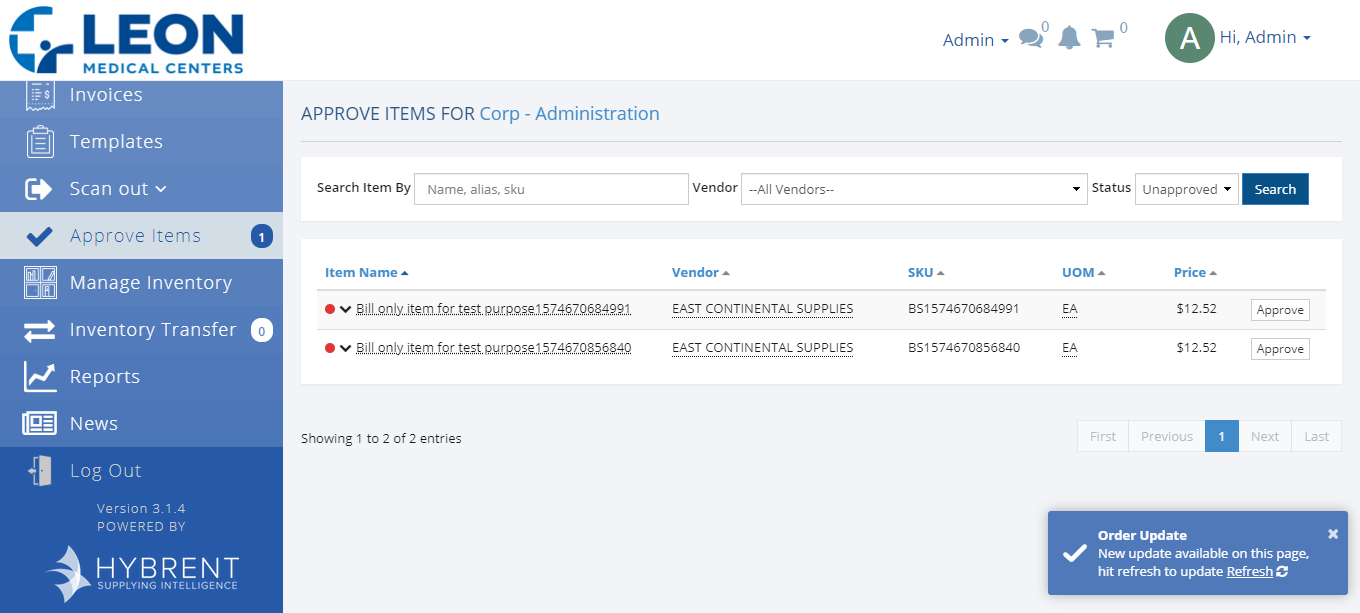 LEON
MEDICAL CENTERS
Admin
0
0
A
Hi, Admin
Invoices
Templates
Scan out
Approve Items
1
Manage Inventory
Inventory Transfer
0
Reports
News
Log Out
Version 3.1.4
POWERED BY
HYBRENT
SUPPLYING INTELLIGENCE
APPROVE ITEMS FOR Corp - Administration
Search Item By Name, alias, sku Vendor --All Vendors-- Status Unapproved Search
Item Name Vendor SKU UOM Price
Bill only item for test purpose1574670684991 EAST CONTINENTAL SUPPLIES BS1574670684991 EA $12.52 Approve
Bill only item for test purpose1574670856840 EAST CONTINENTAL SUPPLIES BS1574670856840 EA $12.52 Approve
Showing 1 to 2 of 2 entries
First Previous 1 Next Last
Order Update
New update available on this page,
hit refresh to update Refresh